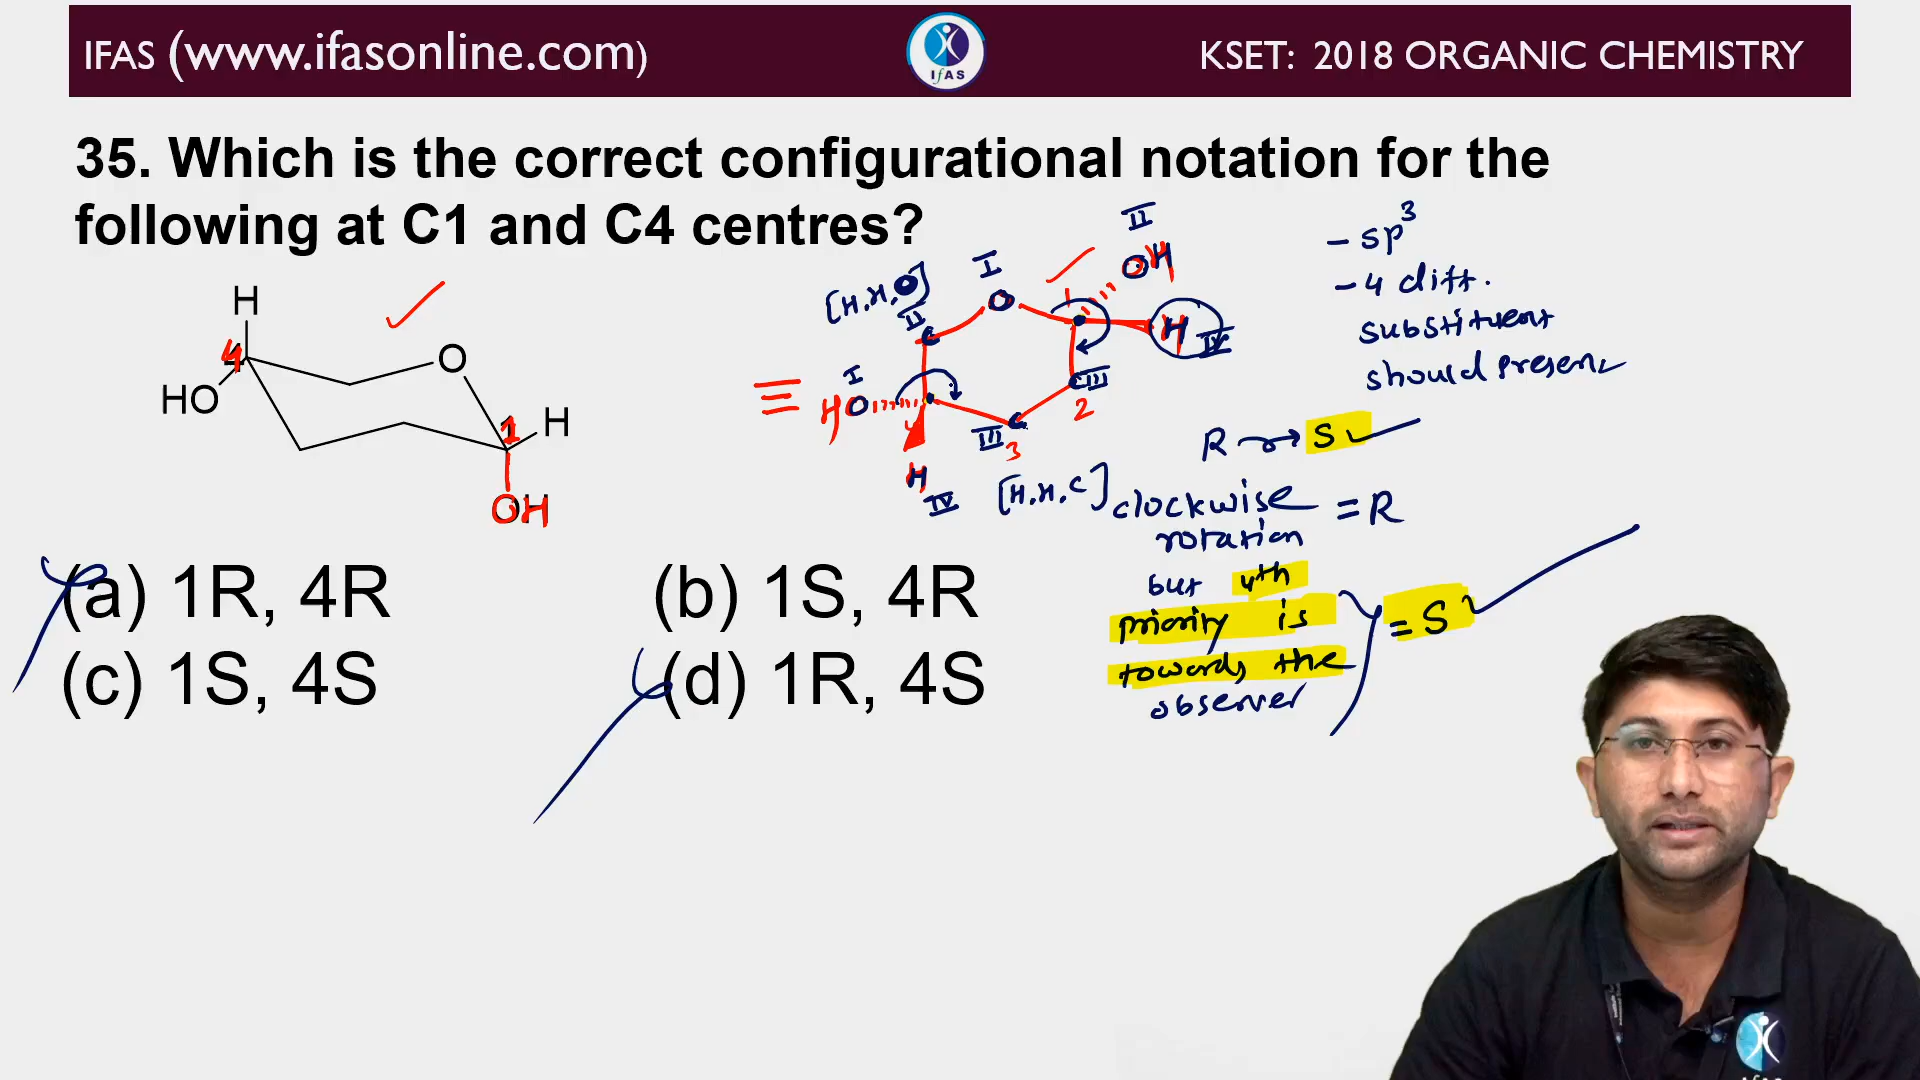 IFAS (www.ifasonline.com)
IfAS
KSET: 2018 ORGANIC CHEMISTRY
35. Which is the correct configurational notation for the
following at C1 and C4 centres?
H
4
O
HO
1 H
OH
≡
[H,H,O]
I
II
OH
II
C
O
1
H
IV
I
HO
4
III
2
C
III
3
H
IV
[H,H,C]
- sp3
- 4 diff.
substituent
should presen
R → S
clockwise = R
rotation
but 4th
priority is = S
towards the
observer
(a) 1R, 4R
(b) 1S, 4R
(c) 1S, 4S
(d) 1R, 4S